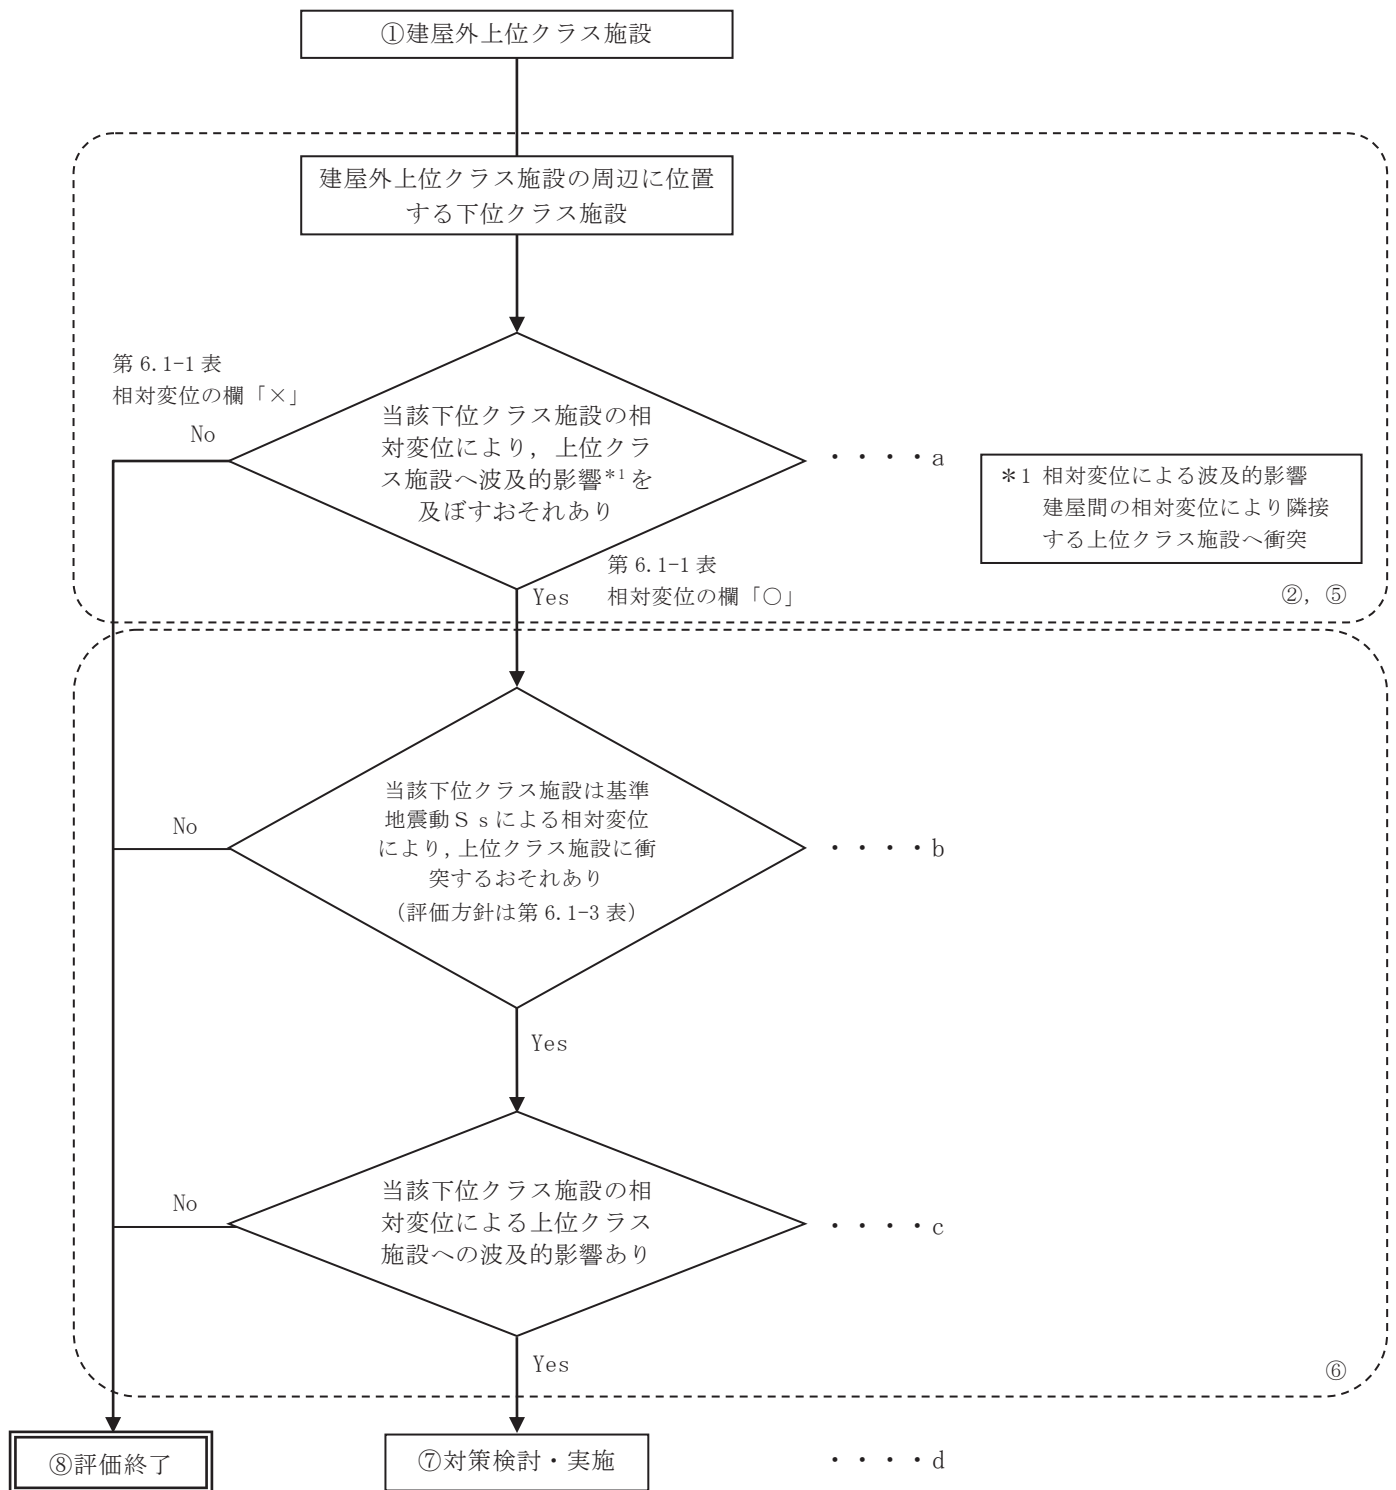 ①建屋外上位クラス施設
建屋外上位クラス施設の周辺に位置
する下位クラス施設
第 6.1-1 表
相対変位の欄「×」
No
当該下位クラス施設の相
対変位により，上位クラ
ス施設へ波及的影響*1を
及ぼすおそれあり
・・・・a
＊1 相対変位による波及的影響
建屋間の相対変位により隣接
する上位クラス施設へ衝突
第 6.1-1 表
Yes 相対変位の欄「○」
②，⑤
No
当該下位クラス施設は基準
地震動Ｓｓによる相対変位
により,上位クラス施設に衝
突するおそれあり
（評価方針は第 6.1-3 表）
・・・・b
Yes
No
当該下位クラス施設の相
対変位による上位クラス
施設への波及的影響あり
・・・・c
Yes
⑥
⑧評価終了
⑦対策検討・実施
・・・・d